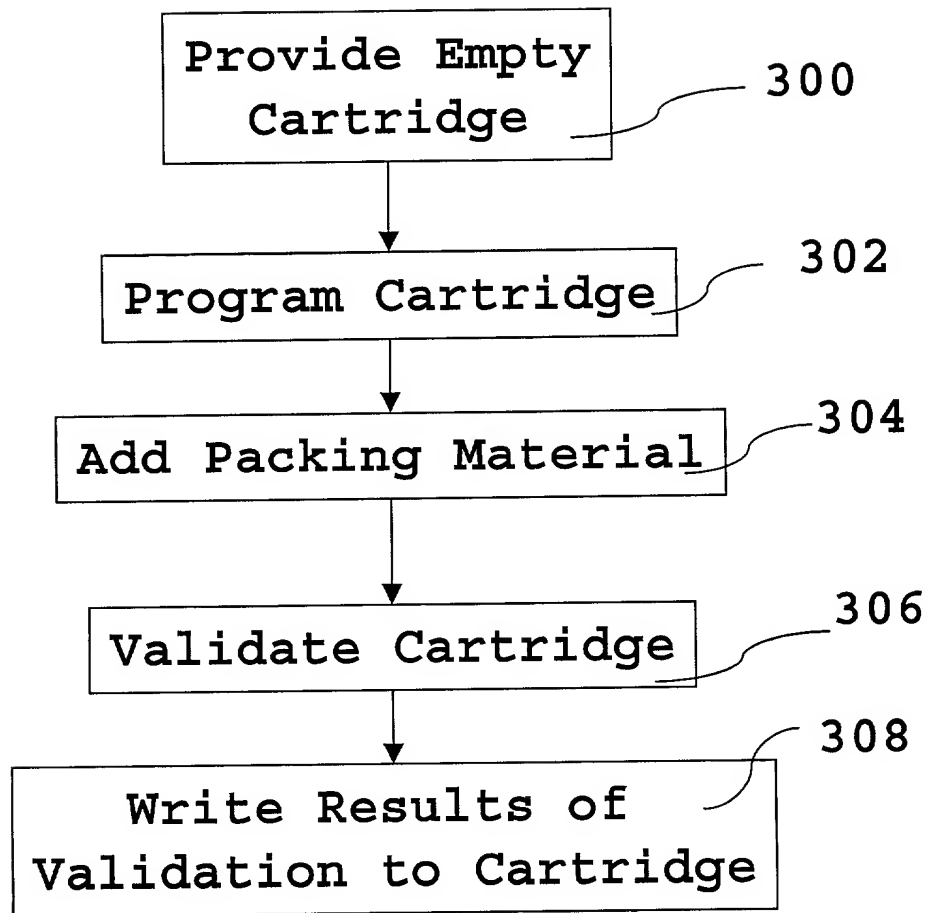 Provide Empty
Cartridge
300
Program Cartridge
302
Add Packing Material
304
Validate Cartridge
306
Write Results of
Validation to Cartridge
308